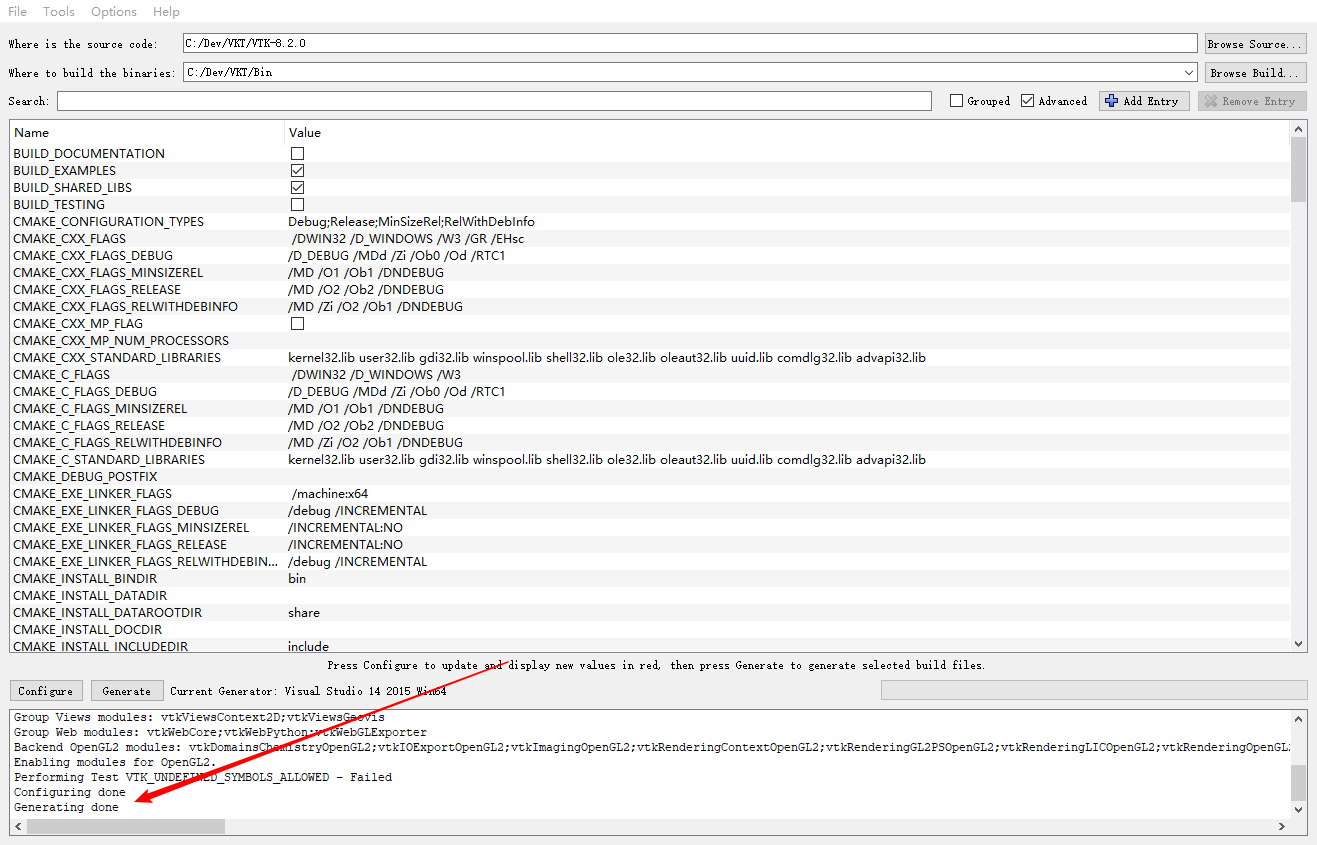 File Tools Options Help
Where is the source code: C:/Dev/VKT/VTK-8.2.0 Browse Source...
Where to build the binaries: C:/Dev/VKT/Bin Browse Build...
Search: Grouped Advanced Add Entry Remove Entry
Name Value
BUILD_DOCUMENTATION
BUILD_EXAMPLES
BUILD_SHARED_LIBS
BUILD_TESTING
CMAKE_CONFIGURATION_TYPES Debug;Release;MinSizeRel;RelWithDebInfo
CMAKE_CXX_FLAGS /DWIN32 /D_WINDOWS /W3 /GR /EHsc
CMAKE_CXX_FLAGS_DEBUG /D_DEBUG /MDd /Zi /Ob0 /Od /RTC1
CMAKE_CXX_FLAGS_MINSIZEREL /MD /O1 /Ob1 /DNDEBUG
CMAKE_CXX_FLAGS_RELEASE /MD /O2 /Ob2 /DNDEBUG
CMAKE_CXX_FLAGS_RELWITHDEBINFO /MD /Zi /O2 /Ob1 /DNDEBUG
CMAKE_CXX_MP_FLAG
CMAKE_CXX_MP_NUM_PROCESSORS
CMAKE_CXX_STANDARD_LIBRARIES kernel32.lib user32.lib gdi32.lib winspool.lib shell32.lib ole32.lib oleaut32.lib uuid.lib comdlg32.lib advapi32.lib
CMAKE_C_FLAGS /DWIN32 /D_WINDOWS /W3
CMAKE_C_FLAGS_DEBUG /D_DEBUG /MDd /Zi /Ob0 /Od /RTC1
CMAKE_C_FLAGS_MINSIZEREL /MD /O1 /Ob1 /DNDEBUG
CMAKE_C_FLAGS_RELEASE /MD /O2 /Ob2 /DNDEBUG
CMAKE_C_FLAGS_RELWITHDEBINFO /MD /Zi /O2 /Ob1 /DNDEBUG
CMAKE_C_STANDARD_LIBRARIES kernel32.lib user32.lib gdi32.lib winspool.lib shell32.lib ole32.lib oleaut32.lib uuid.lib comdlg32.lib advapi32.lib
CMAKE_DEBUG_POSTFIX
CMAKE_EXE_LINKER_FLAGS /machine:x64
CMAKE_EXE_LINKER_FLAGS_DEBUG /debug /INCREMENTAL
CMAKE_EXE_LINKER_FLAGS_MINSIZEREL /INCREMENTAL:NO
CMAKE_EXE_LINKER_FLAGS_RELEASE /INCREMENTAL:NO
CMAKE_EXE_LINKER_FLAGS_RELWITHDEBIN... /debug /INCREMENTAL
CMAKE_INSTALL_BINDIR bin
CMAKE_INSTALL_DATADIR
CMAKE_INSTALL_DATAROOTDIR share
CMAKE_INSTALL_DOCDIR
CMAKE_INSTALL_INCLUDEDIR include
Press Configure to update and display new values in red, then press Generate to generate selected build files.
Configure Generate Current Generator: Visual Studio 14 2015 Win64
Group Views modules: vtkViewsContext2D;vtkViewsGeovis
Group Web modules: vtkWebCore;vtkWebPython;vtkWebGLExporter
Backend OpenGL2 modules: vtkDomainsChemistryOpenGL2;vtkIOExportOpenGL2;vtkImagingOpenGL2;vtkRenderingContextOpenGL2;vtkRenderingGL2PSOpenGL2;vtkRenderingLICOpenGL2;vtkRenderingOpenGL2
Enabling modules for OpenGL2.
Performing Test VTK_UNDEFINED_SYMBOLS_ALLOWED - Failed
Configuring done
Generating done